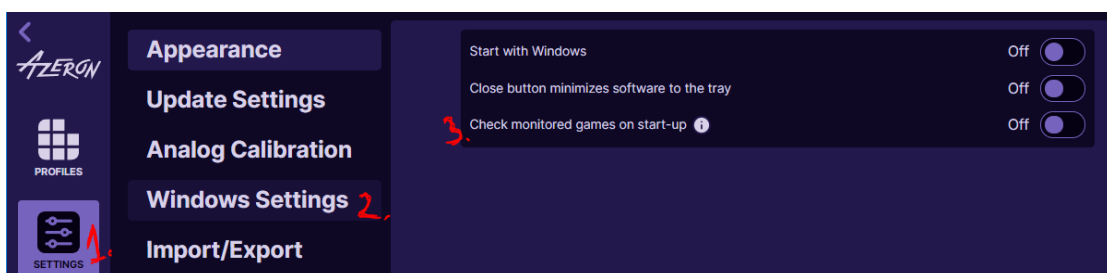 AZERON
PROFILES
SETTINGS
1.
Appearance
Update Settings
Analog Calibration
Windows Settings
2.
Import/Export
Start with Windows Off
Close button minimizes software to the tray Off
3.
Check monitored games on start-up i Off